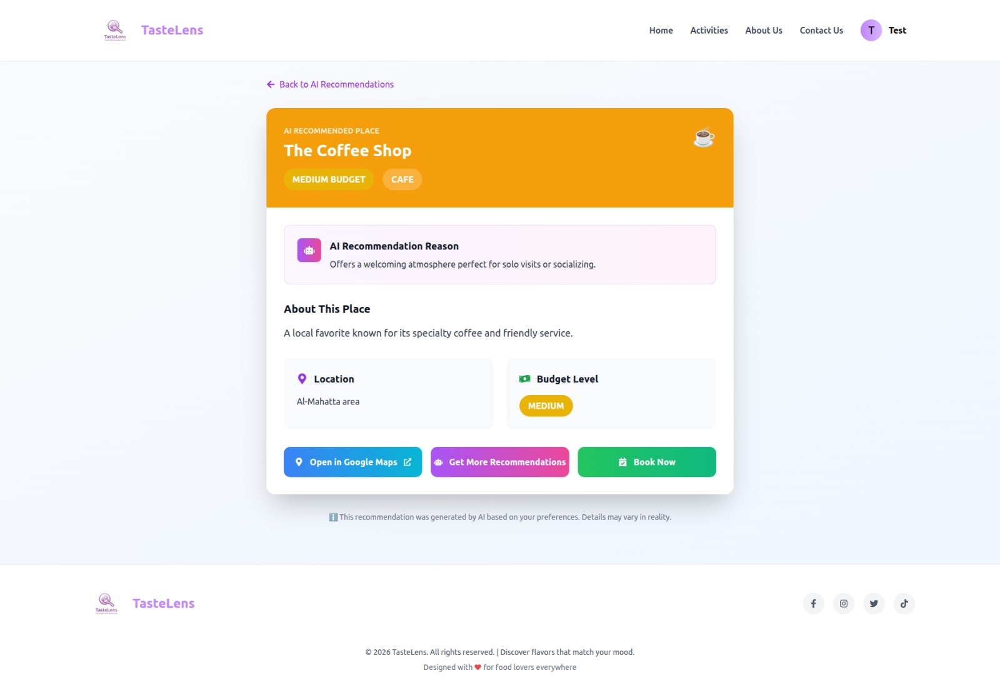 TasteLens
TasteLens
Home
Activities
About Us
Contact Us
T
Test
Back to AI Recommendations
AI RECOMMENDED PLACE
The Coffee Shop
MEDIUM BUDGET
CAFE
AI Recommendation Reason
Offers a welcoming atmosphere perfect for solo visits or socializing.
About This Place
A local favorite known for its specialty coffee and friendly service.
Location
Al-Mahatta area
Budget Level
MEDIUM
Open in Google Maps
Get More Recommendations
Book Now
This recommendation was generated by AI based on your preferences. Details may vary in reality.
TasteLens
TasteLens
© 2026 TasteLens. All rights reserved. | Discover flavors that match your mood.
Designed with ❤ for food lovers everywhere